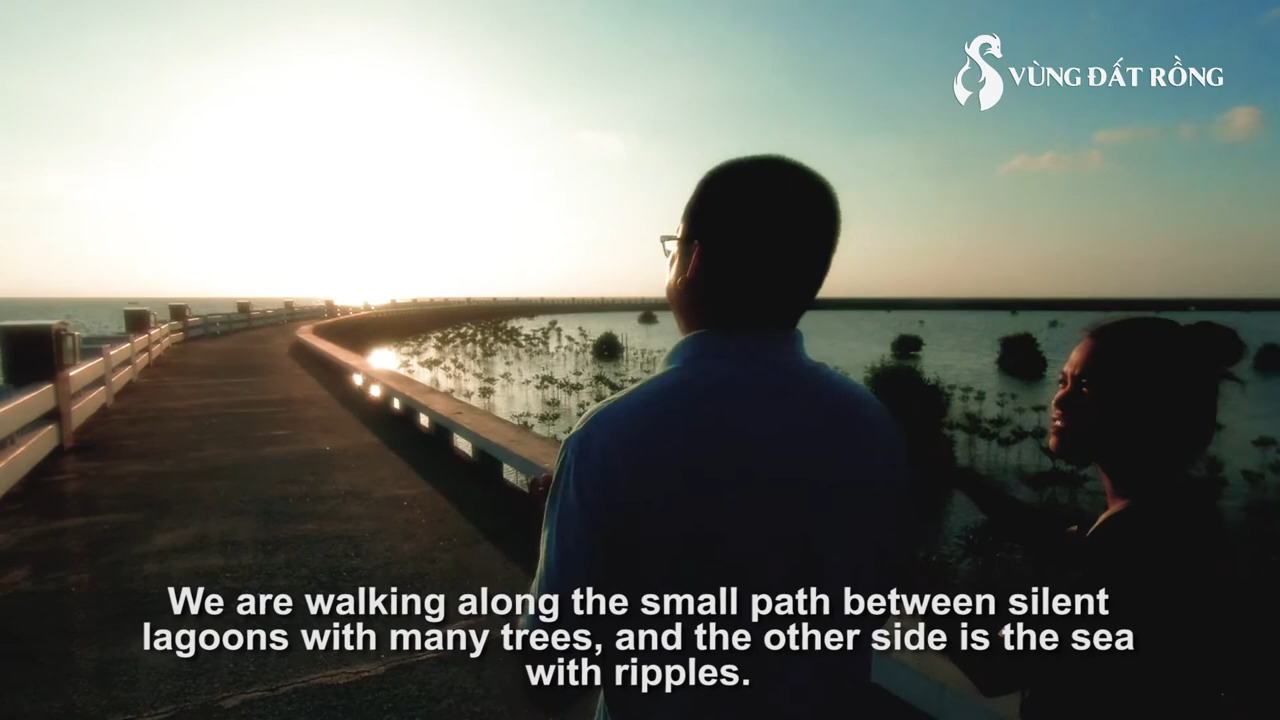 VÙNG ĐẤT RỒNG
We are walking along the small path between silent
lagoons with many trees, and the other side is the sea
with ripples.